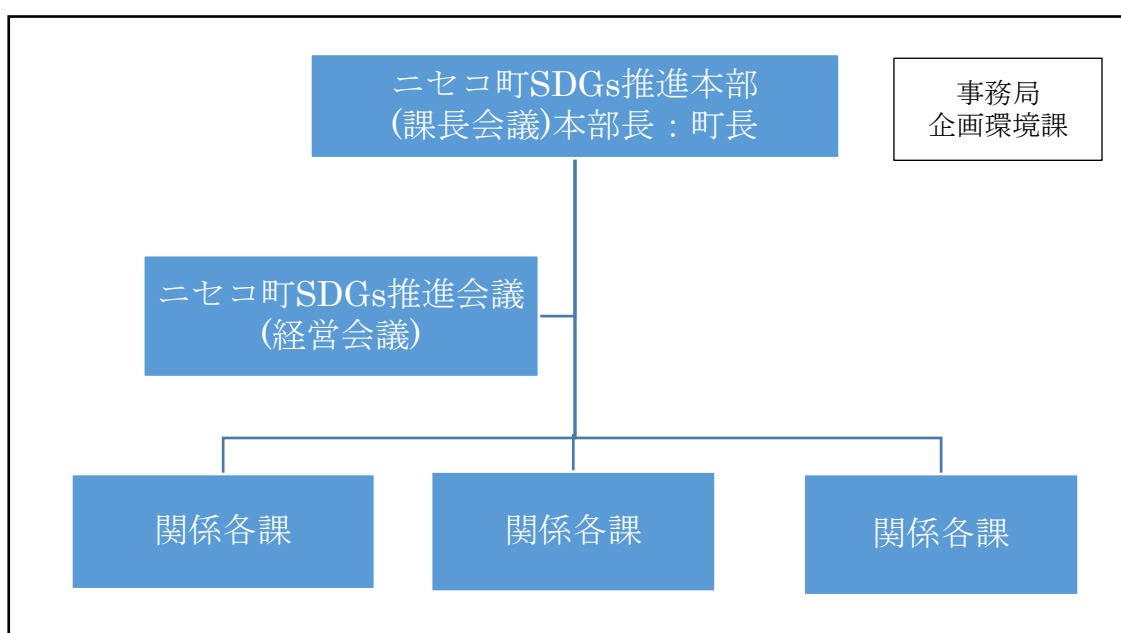 ニセコ町SDGs推進本部
(課長会議)本部長：町長
事務局
企画環境課
ニセコ町SDGs推進会議
(経営会議)
関係各課
関係各課
関係各課